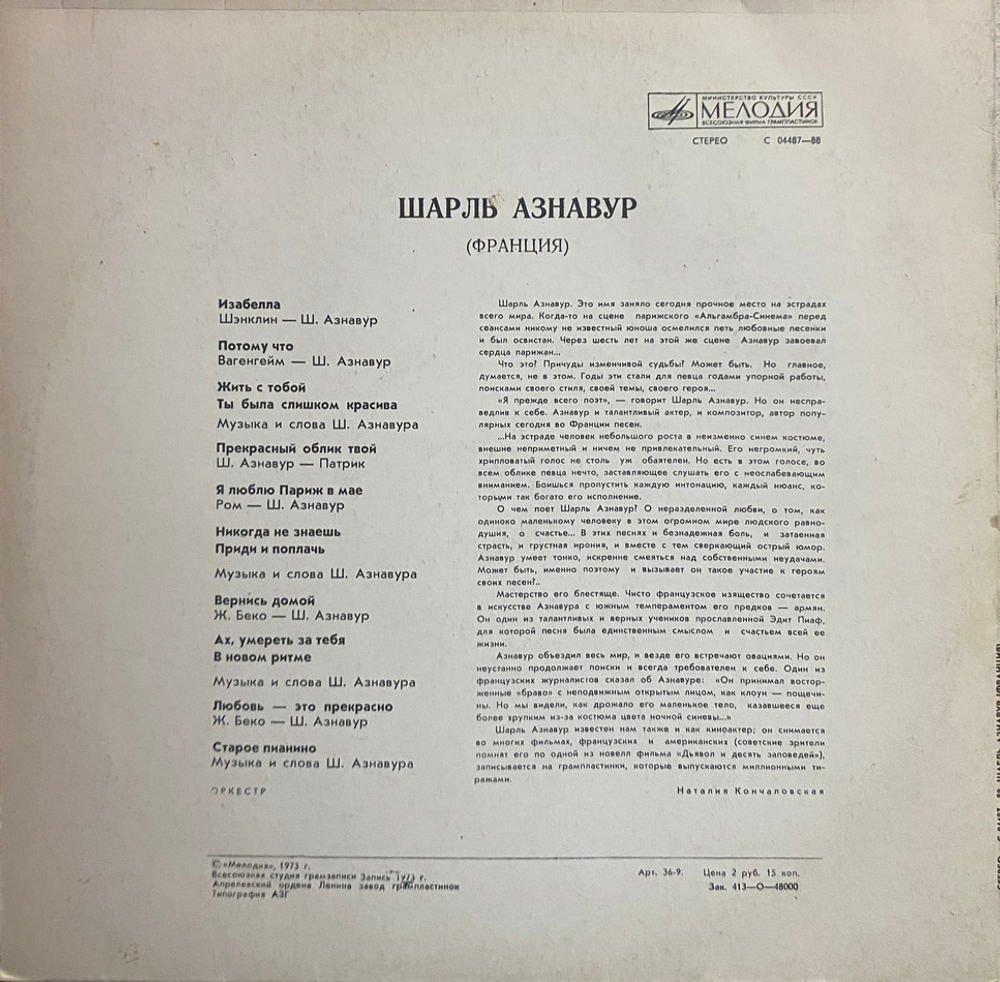 МИНИСТЕРСТВО КУЛЬТУРЫ СССР
МЕЛОДИЯ
ВСЕСОЮЗНАЯ ФИРМА ГРАМПЛАСТИНОК
СТЕРЕО С 04487—88
ШАРЛЬ АЗНАВУР
(ФРАНЦИЯ)
Изабелла
Шэнклин — Ш. Азнавур
Потому что
Вагенгейм — Ш. Азнавур
Жить с тобой
Ты была слишком красива
Музыка и слова Ш. Азнавура
Прекрасный облик твой
Ш. Азнавур — Патрик
Я люблю Париж в мае
Ром — Ш. Азнавур
Никогда не знаешь
Приди и поплачь
Музыка и слова Ш. Азнавура
Вернись домой
Ж. Беко — Ш. Азнавур
Ах, умереть за тебя
В новом ритме
Музыка и слова Ш. Азнавура
Любовь — это прекрасно
Ж. Беко — Ш. Азнавур
Старое пианино
Музыка и слова Ш. Азнавура
ОРКЕСТР
Шарль Азнавур. Это имя заняло сегодня прочное место на эстрадах
всего мира. Когда-то на сцене парижского «Альгамбра-Синема» перед
сеансами никому не известный юноша осмелился петь любовные песенки
и был освистан. Через шесть лет на этой же сцене Азнавур завоевал
сердца парижан...
Что это? Причуды изменчивой судьбы? Может быть. Но главное,
думается, не в этом. Годы эти стали для певца годами упорной работы,
поисками своего стиля, своей темы, своего героя...
«Я прежде всего поэт», — говорит Шарль Азнавур. Но он неспра-
ведлив к себе. Азнавур и талантливый актер, и композитор, автор попу-
лярных сегодня во Франции песен.
...На эстраде человек небольшого роста в неизменно синем костюме,
внешне неприметный и ничем не привлекательный. Его негромкий, чуть
хрипловатый голос не столь уж обаятелен. Но есть в этом голосе, во
всем облике певца нечто, заставляющее слушать его с неослабевающим
вниманием. Боишься пропустить каждую интонацию, каждый нюанс, ко-
торыми так богато его исполнение.
О чем поет Шарль Азнавур? О неразделенной любви, о том, как
одиноко маленькому человеку в этом огромном мире людского равно-
душия, о счастье... В этих песнях и безнадежная боль, и затаенная
страсть, и грустная ирония, и вместе с тем сверкающий острый юмор.
Азнавур умеет тонко, искренне смеяться над собственными неудачами.
Может быть, именно поэтому и вызывает он такое участие к героям
своих песен?..
Мастерство его блестяще. Чисто французское изящество сочетается
в искусстве Азнавура с южным темпераментом его предков — армян.
Он один из талантливых и верных учеников прославленной Эдит Пиаф,
для которой песня была единственным смыслом и счастьем всей ее
жизни.
Азнавур объездил весь мир, и везде его встречают овациями. Но он
неустанно продолжает поиски и всегда требователен к себе. Один из
французских журналистов сказал об Азнавуре: «Он принимал востор-
женные «браво» с неподвижным открытым лицом, как клоун — пощечи-
ны. Но мы видели, как дрожало его маленькое тело, казавшееся еще
более хрупким из-за костюма цвета ночной синевы...»
Шарль Азнавур известен нам также и как киноактер; он снимается
во многих фильмах, французских и американских (советские зрители
помнят его по одной из новелл фильма «Дьявол и десять заповедей»),
записывается на грампластинки, которые выпускаются миллионными ти-
ражами.
Наталия Кончаловская
© «Мелодия», 1973 г.
Всесоюзная студия грамзаписи Запись 1973 г.
Апрелевский ордена Ленина завод грампластинок
Типография АЗГ
Арт. 36-9. Цена 2 руб. 15 коп.
Зак. 413—О—48000